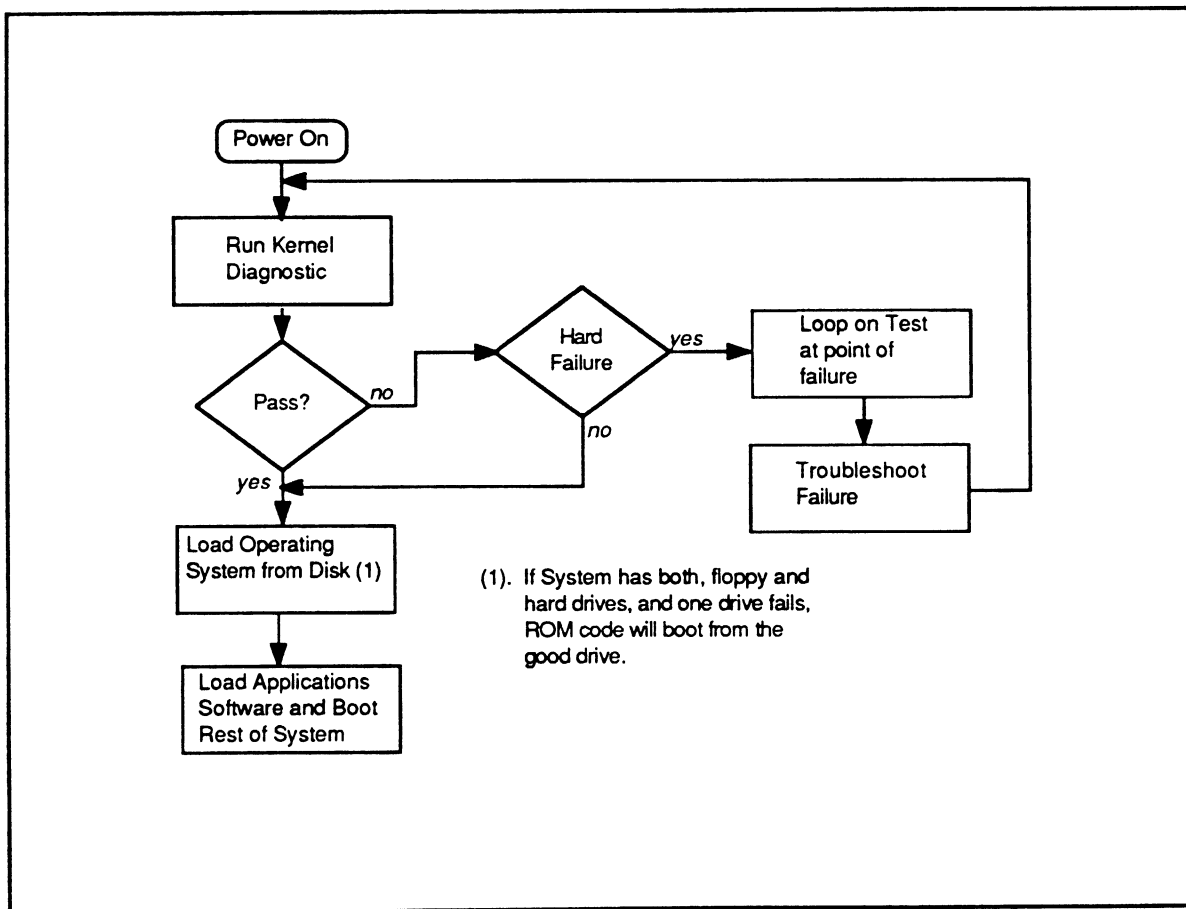 Power On
Run Kernel
Diagnostic
Pass?
no
yes
Hard
Failure
yes
no
Loop on Test
at point of
failure
Troubleshoot
Failure
Load Operating
System from Disk (1)
Load Applications
Software and Boot
Rest of System
(1). If System has both, floppy and
hard drives, and one drive fails,
ROM code will boot from the
good drive.